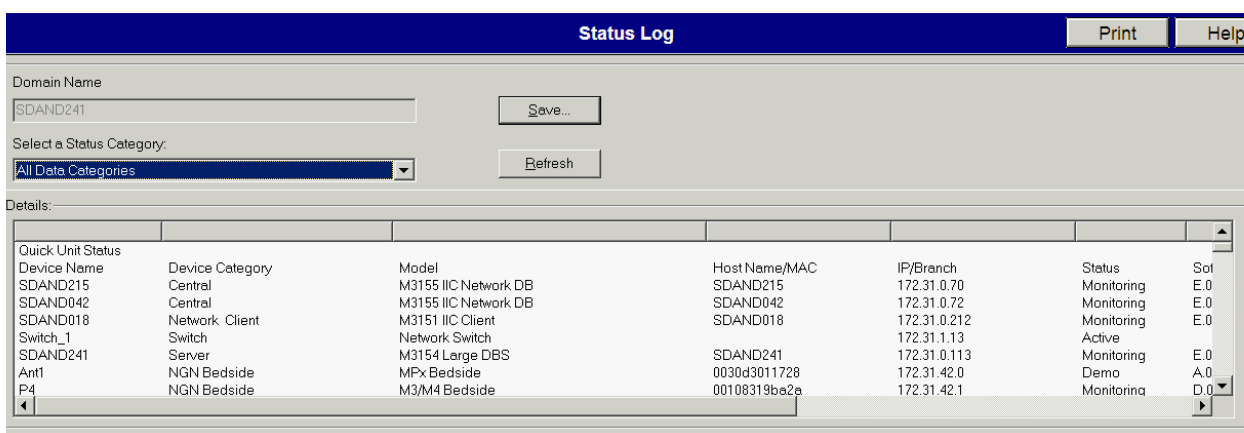 Status Log Print Help
Domain Name
SDAND241 Save...
Select a Status Category:
All Data Categories Refresh
Details:
Quick Unit Status
Device Name Device Category Model Host Name/MAC IP/Branch Status Sof
SDAND215 Central M3155 IIC Network DB SDAND215 172.31.0.70 Monitoring E.0
SDAND042 Central M3155 IIC Network DB SDAND042 172.31.0.72 Monitoring E.0
SDAND018 Network Client M3151 IIC Client SDAND018 172.31.0.212 Monitoring E.0
Switch_1 Switch Network Switch 172.31.1.13 Active
SDAND241 Server M3154 Large DBS SDAND241 172.31.0.113 Monitoring E.0
Ant1 NGN Bedside MPx Bedside 0030d3011728 172.31.42.0 Demo A.0
P4 NGN Bedside M3/M4 Bedside 00108319ba2a 172.31.42.1 Monitoring D.0